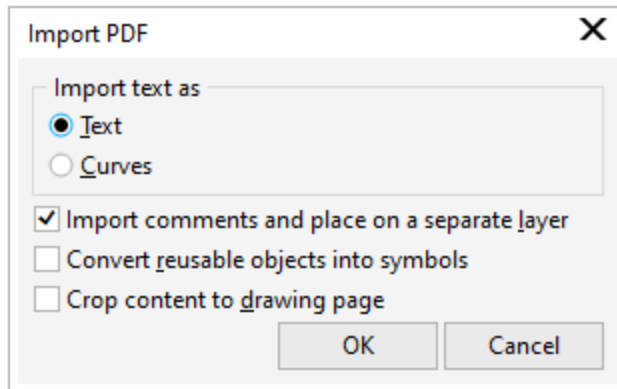 Import PDF
Import text as
Text
Curves
Import comments and place on a separate layer
Convert reusable objects into symbols
Crop content to drawing page
OK Cancel